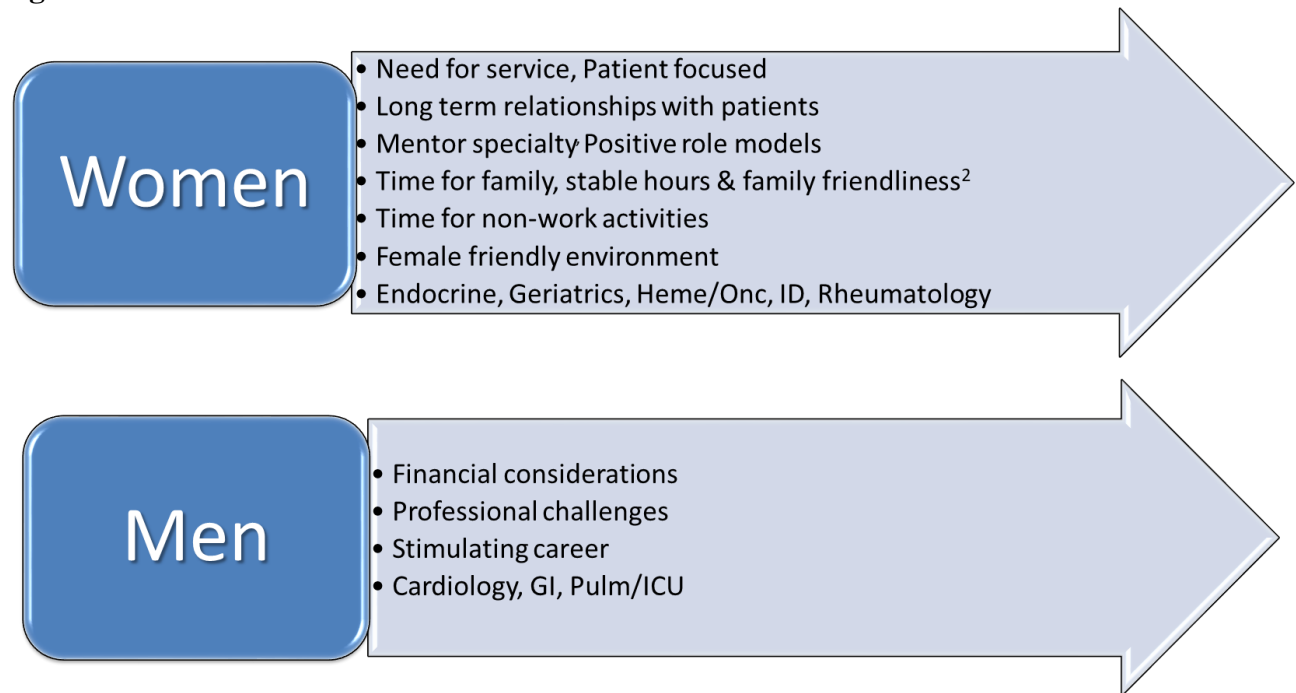 Women
• Need for service, Patient focused
• Long term relationships with patients
• Mentor specialty, Positive role models
• Time for family, stable hours & family friendliness²
• Time for non-work activities
• Female friendly environment
• Endocrine, Geriatrics, Heme/Onc, ID, Rheumatology
Men
• Financial considerations
• Professional challenges
• Stimulating career
• Cardiology, GI, Pulm/ICU